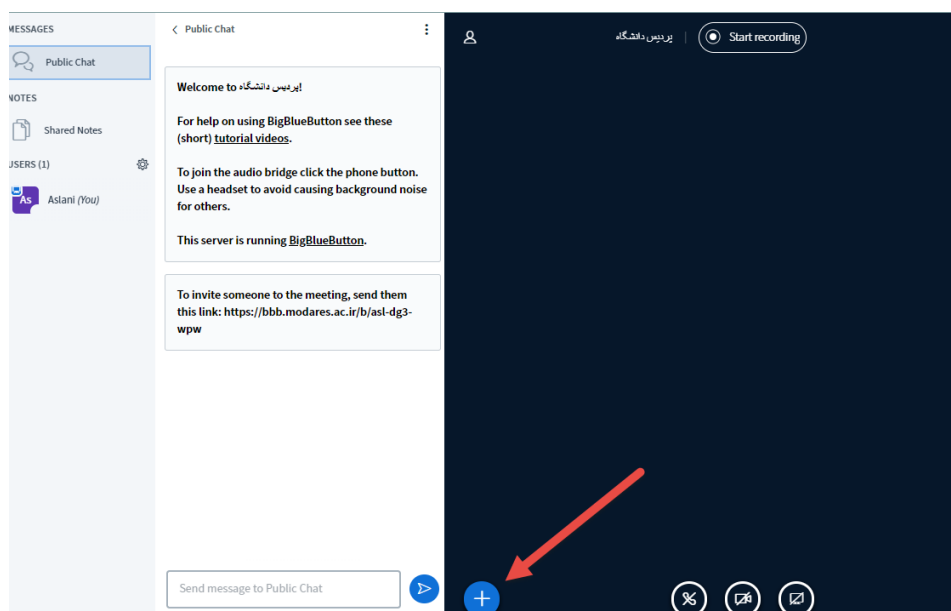 MESSAGES
Public Chat
NOTES
Shared Notes
USERS (1)
As
Aslani (You)
Public Chat
Welcome to پردیس دانشگاه!
For help on using BigBlueButton see these
(short) tutorial videos.
To join the audio bridge click the phone button.
Use a headset to avoid causing background noise
for others.
This server is running BigBlueButton.
To invite someone to the meeting, send them
this link: https://bbb.modares.ac.ir/b/asl-dg3-
wpw
Send message to Public Chat
پردیس دانشگاه | Start recording